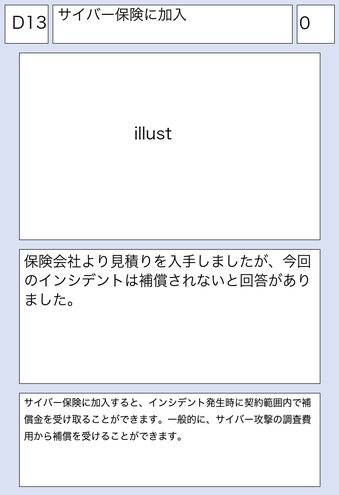 D13 サイバー保険に加入 0
illust
保険会社より見積りを入手しましたが、今回
のインシデントは補償されないと回答があり
ました。
サイバー保険に加入すると、インシデント発生時に契約範囲内で補
償金を受け取ることができます。一般的に、サイバー攻撃の調査費
用から補償を受けることができます。